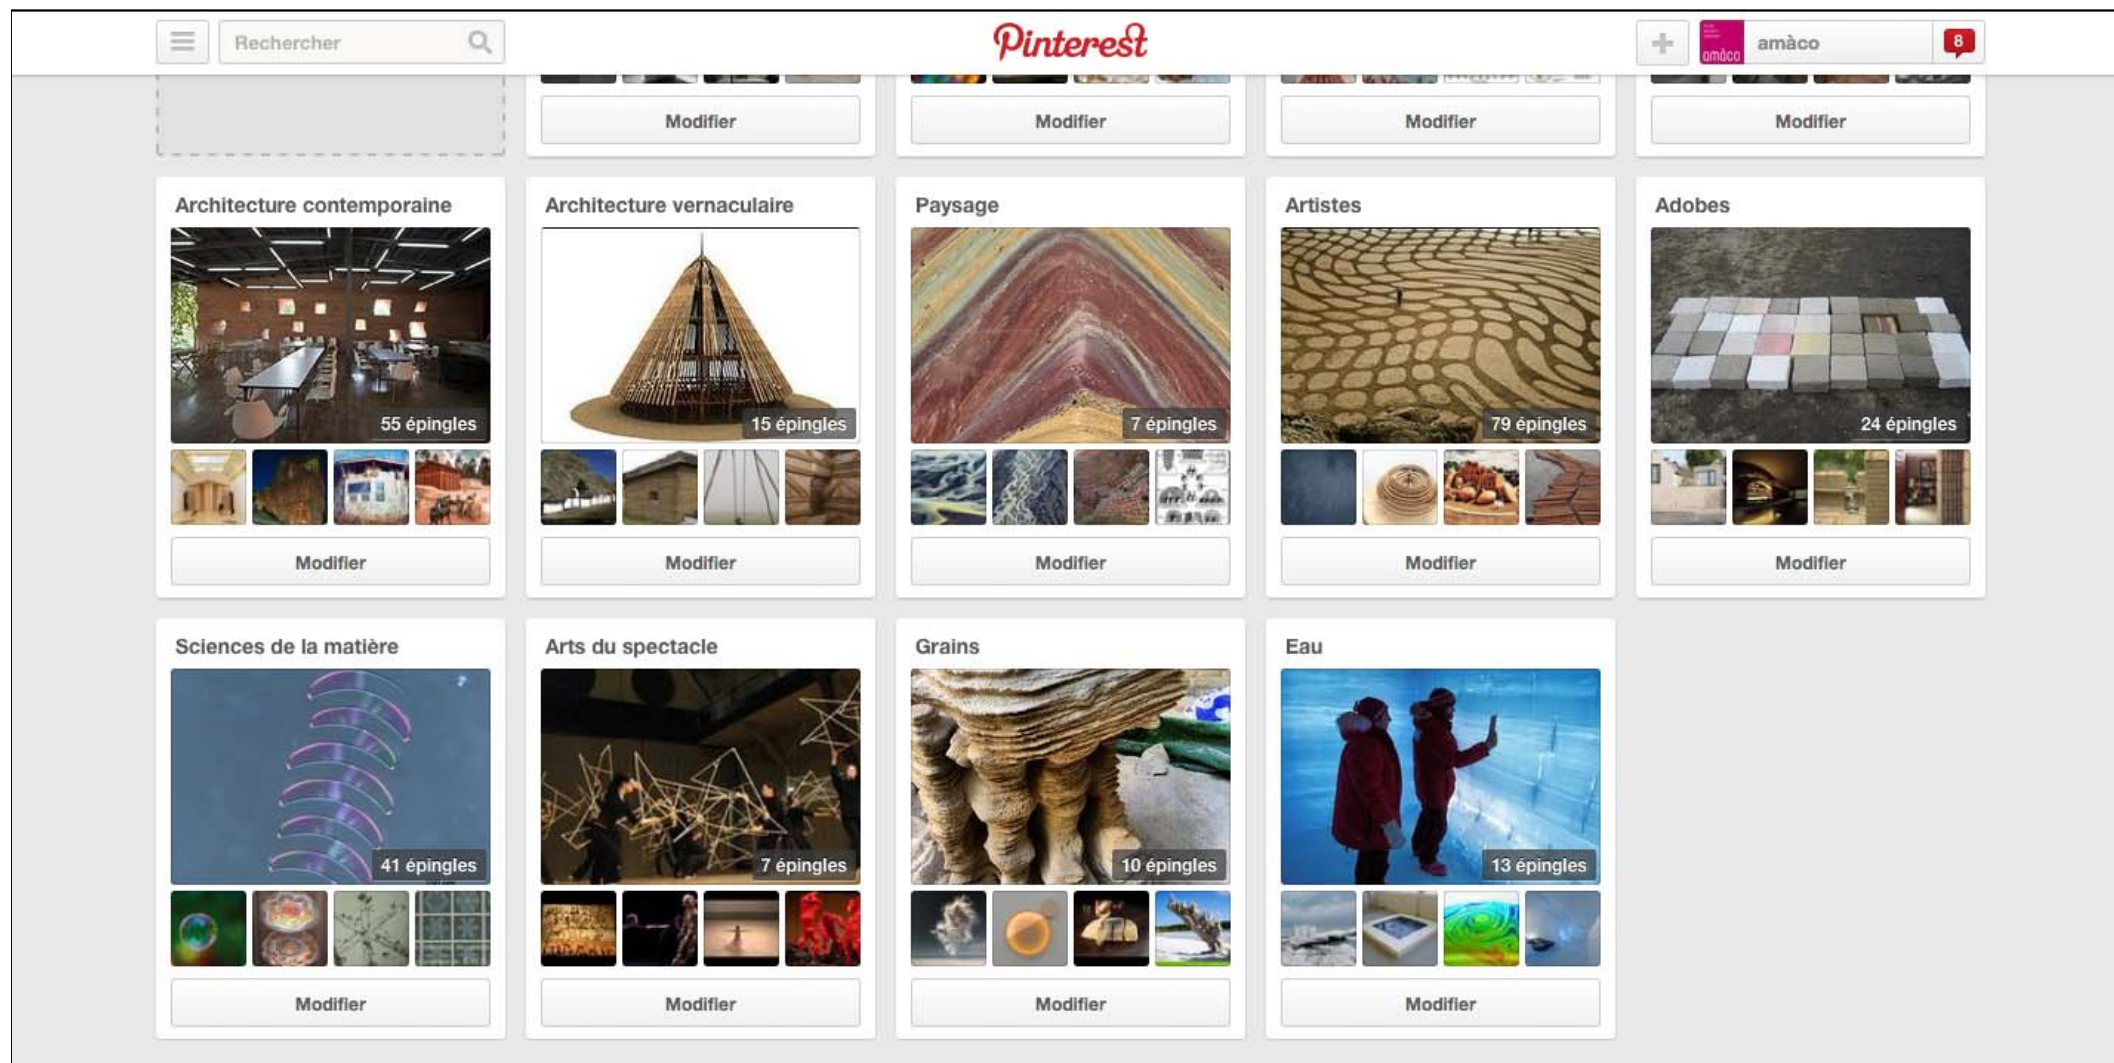 Rechercher
Pinterest
amàco
amàco
8
Modifier
Modifier
Modifier
Modifier
Architecture contemporaine
55 épingles
Modifier
Architecture vernaculaire
15 épingles
Modifier
Paysage
7 épingles
Modifier
Artistes
79 épingles
Modifier
Adobes
24 épingles
Modifier
Sciences de la matière
41 épingles
Modifier
Arts du spectacle
7 épingles
Modifier
Grains
10 épingles
Modifier
Eau
13 épingles
Modifier